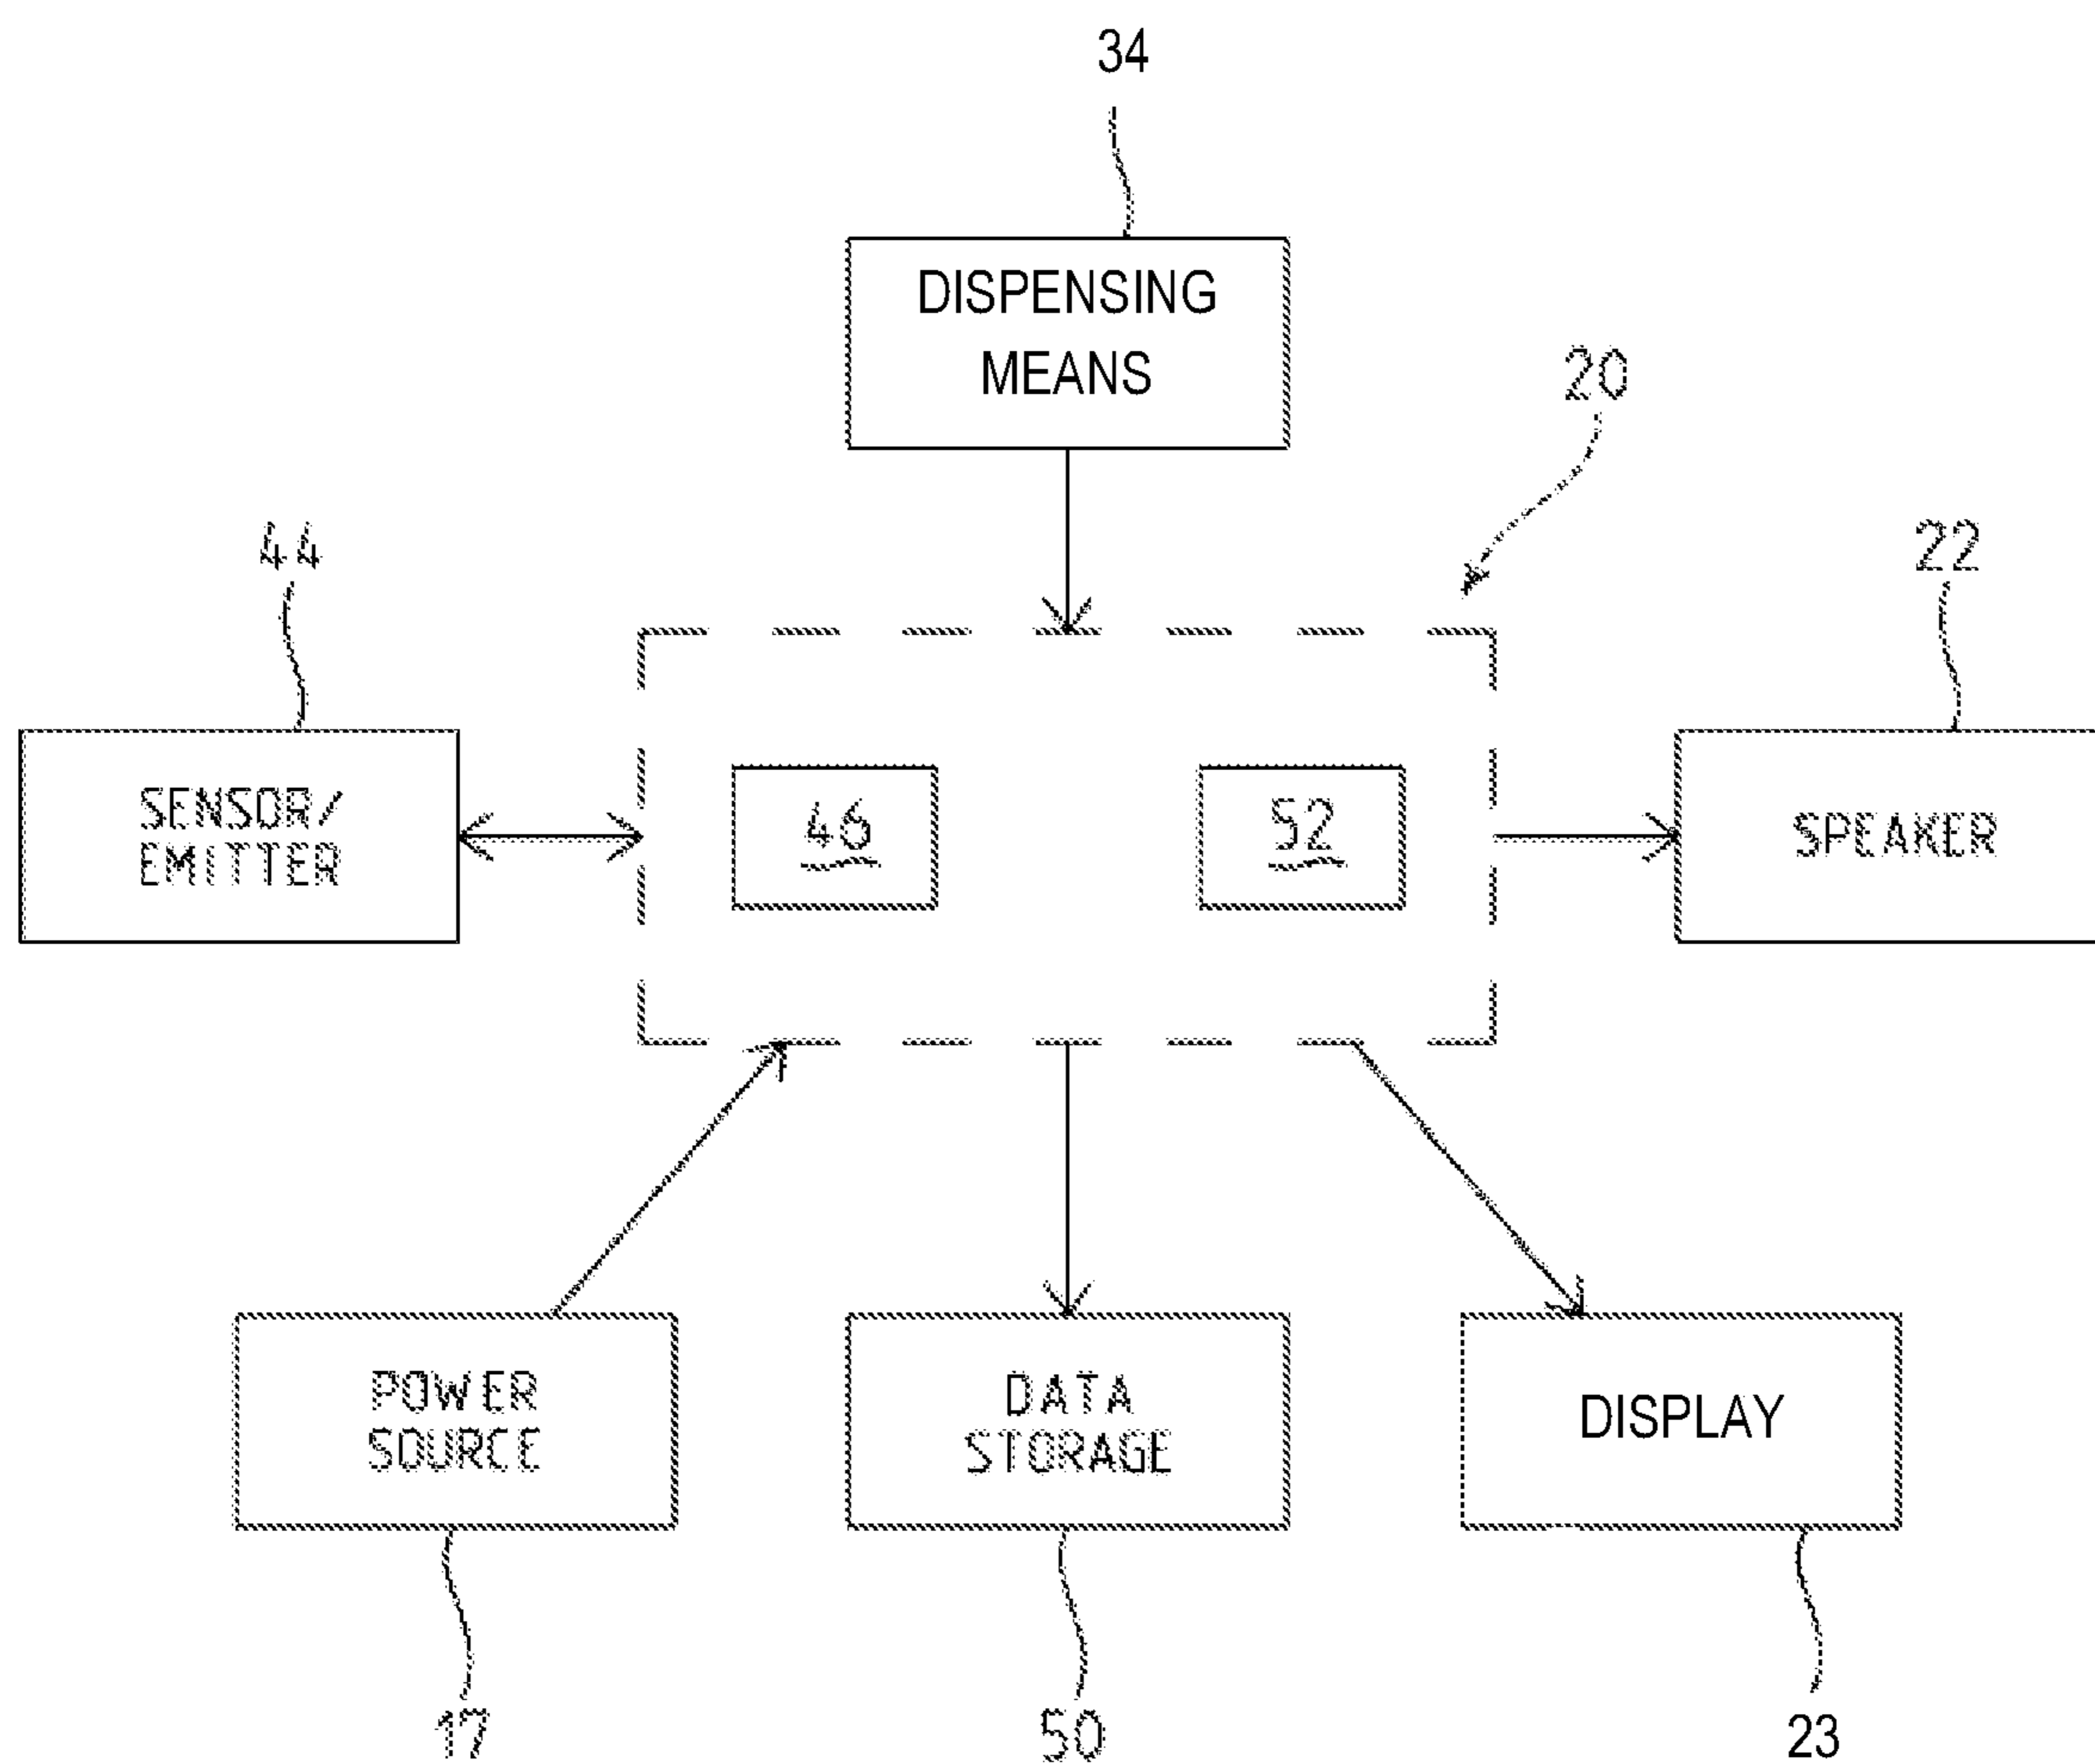 34
DISPENSING
MEANS
20
44
22
SENSOR/
EMITTER
46
52
SPEAKER
POWER
SOURCE
DATA
STORAGE
DISPLAY
17
50
23